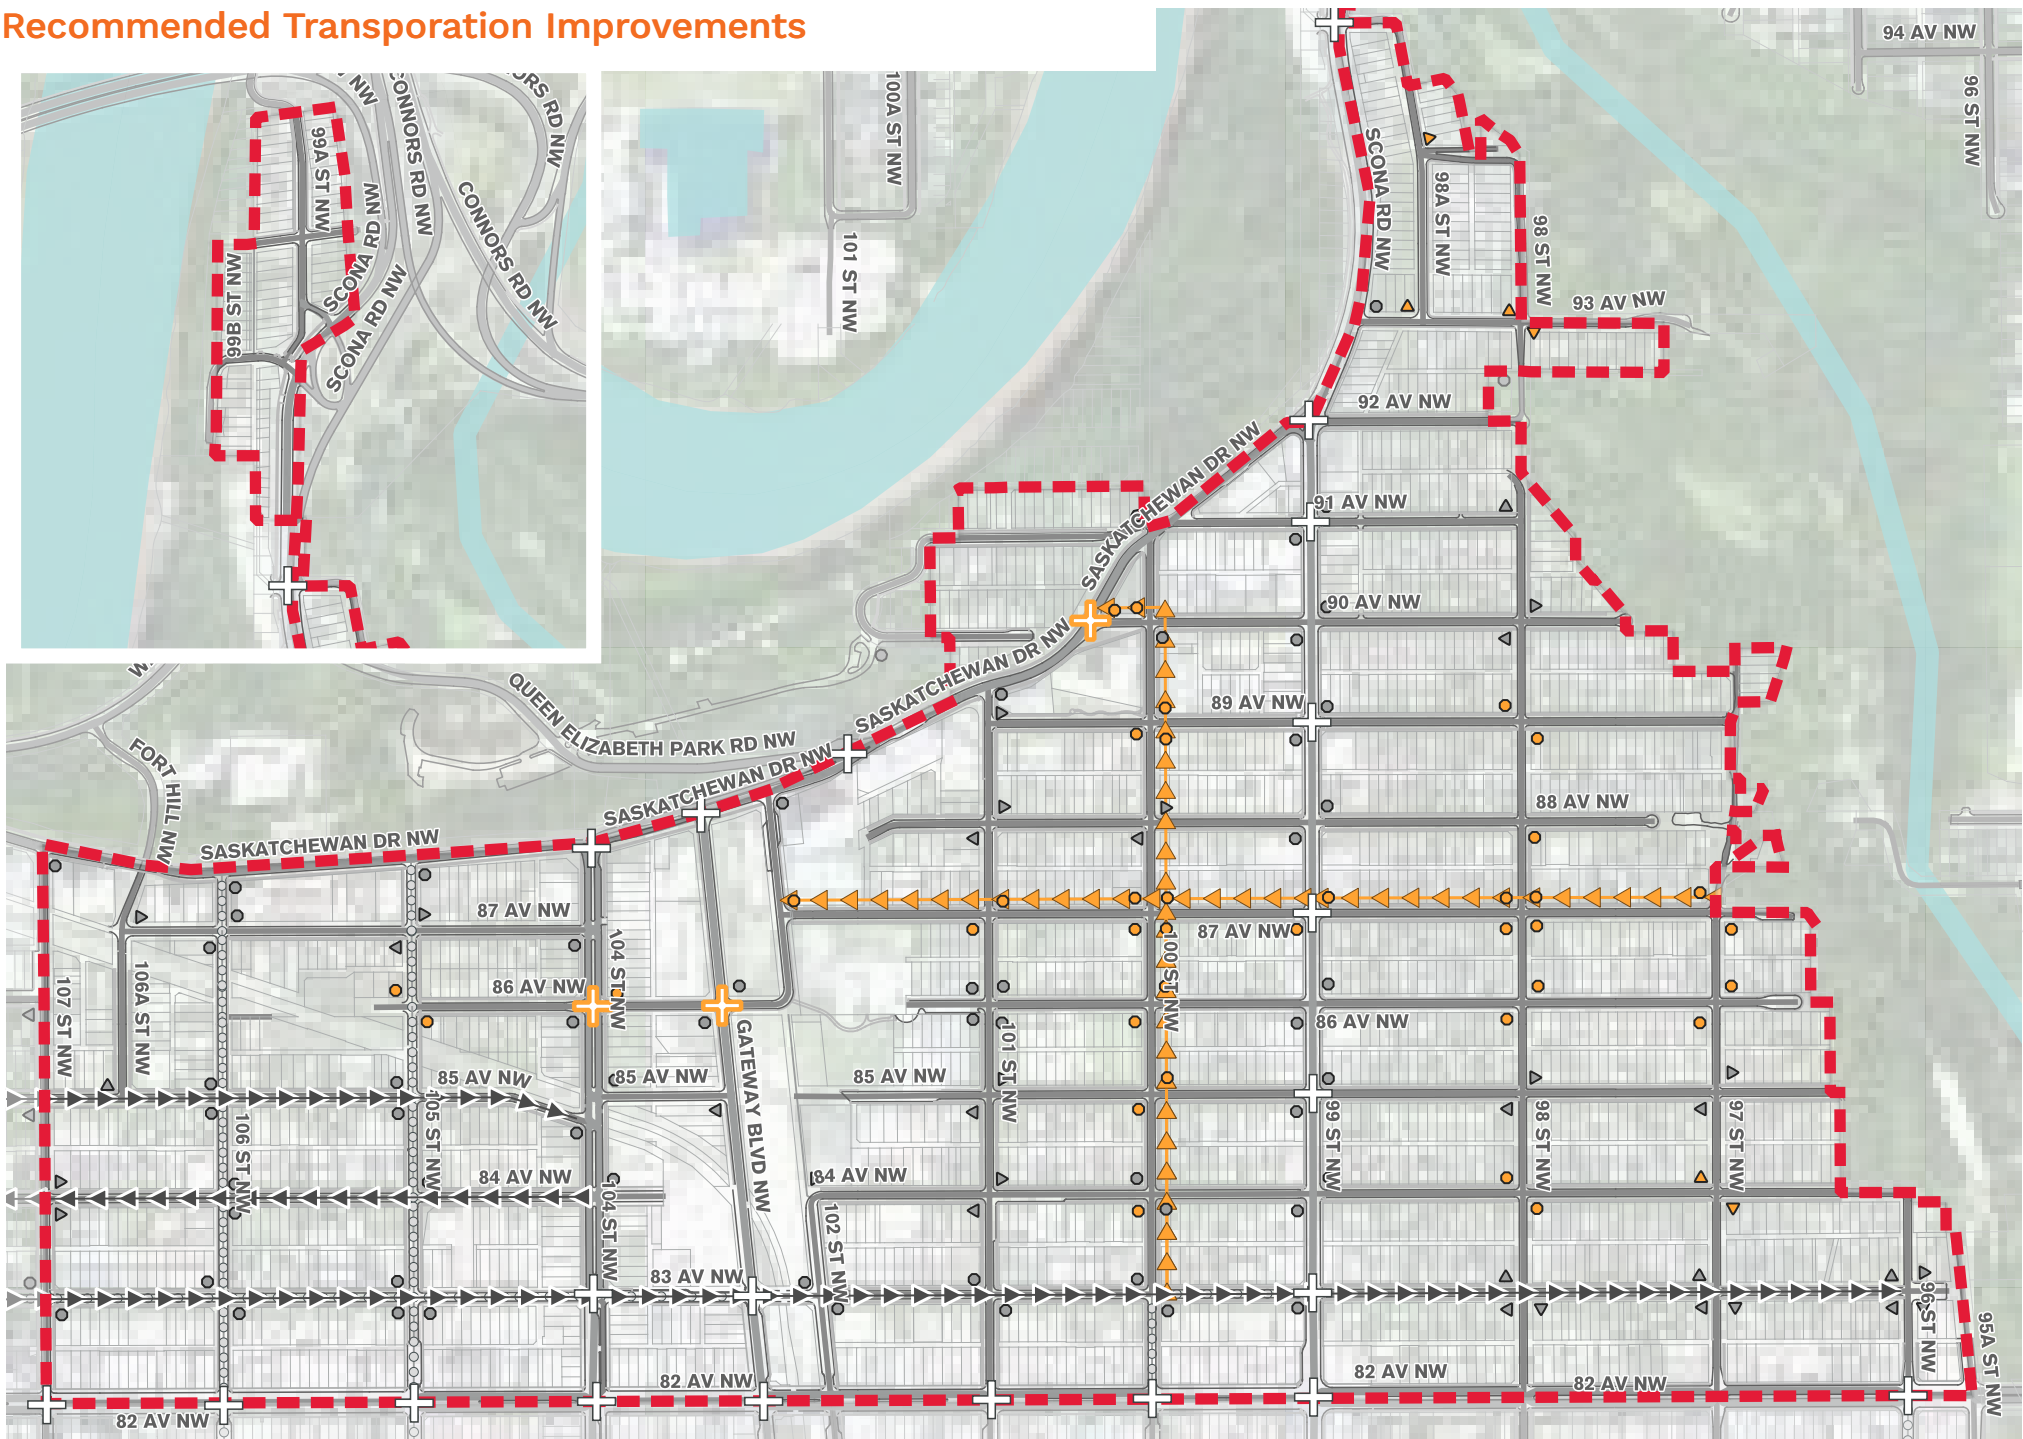 Recommended Transporation Improvements
94 AV NW
96 ST NW
100A ST NW
101 ST NW
ORS RD NW
NW
CONNORS RD NW
CONNORS RD NW
99A ST NW
SCONA RD NW
SCONA RD NW
99B ST NW
SCONA RD NW
98A ST NW
98 ST NW
93 AV NW
92 AV NW
91 AV NW
SASKATCHEWAN DR NW
90 AV NW
SASKATCHEWAN DR NW
89 AV NW
QUEEN ELIZABETH PARK RD NW
SASKATCHEWAN DR NW
88 AV NW
FORT HILL NW
SASKATCHEWAN DR NW
87 AV NW
87 AV NW
104 ST NW
100 ST NW
86 AV NW
86 AV NW
107 ST NW
106A ST NW
GATEWAY BLVD NW
101 ST NW
85 AV NW
85 AV NW
85 AV NW
106 ST NW
105 ST NW
99 ST NW
98 ST NW
97 ST NW
84 AV NW
84 AV NW
104 ST NW
102 ST NW
83 AV NW
96 ST NW
95A ST NW
82 AV NW
82 AV NW
82 AV NW
82 AV NW